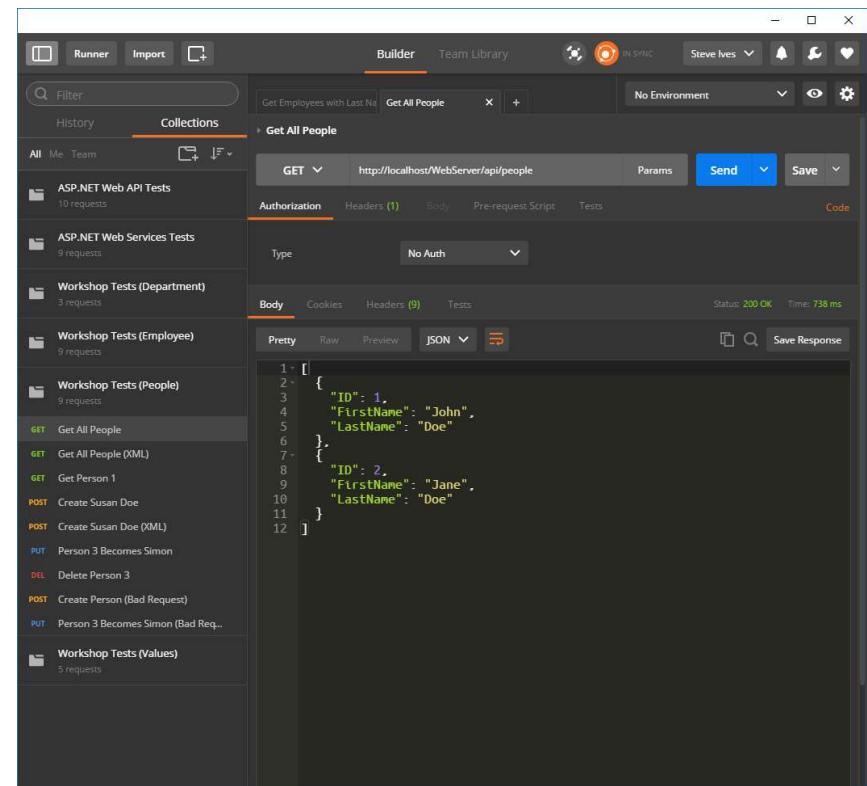 Runner Import Builder Team Library IN SYNC Steve Ives
Filter
History Collections
All Me Team
ASP.NET Web API Tests
10 requests
ASP.NET Web Services Tests
9 requests
Workshop Tests (Department)
3 requests
Workshop Tests (Employee)
9 requests
Workshop Tests (People)
9 requests
GET Get All People
GET Get All People (XML)
GET Get Person 1
POST Create Susan Doe
POST Create Susan Doe (XML)
PUT Person 3 Becomes Simon
DEL Delete Person 3
POST Create Person (Bad Request)
PUT Person 3 Becomes Simon (Bad Req...
Workshop Tests (Values)
5 requests
Get Employees with Last Na Get All People X + No Environment
Get All People
GET http://localhost/WebServer/api/people Params Send Save
Authorization Headers (1) Body Pre-request Script Tests Code
Type No Auth
Body Cookies Headers (9) Tests Status: 200 OK Time: 738 ms
Pretty Raw Preview JSON Save Response
1 [
2 {
3 "ID": 1,
4 "FirstName": "John",
5 "LastName": "Doe"
6 },
7 {
8 "ID": 2,
9 "FirstName": "Jane",
10 "LastName": "Doe"
11 }
12 ]